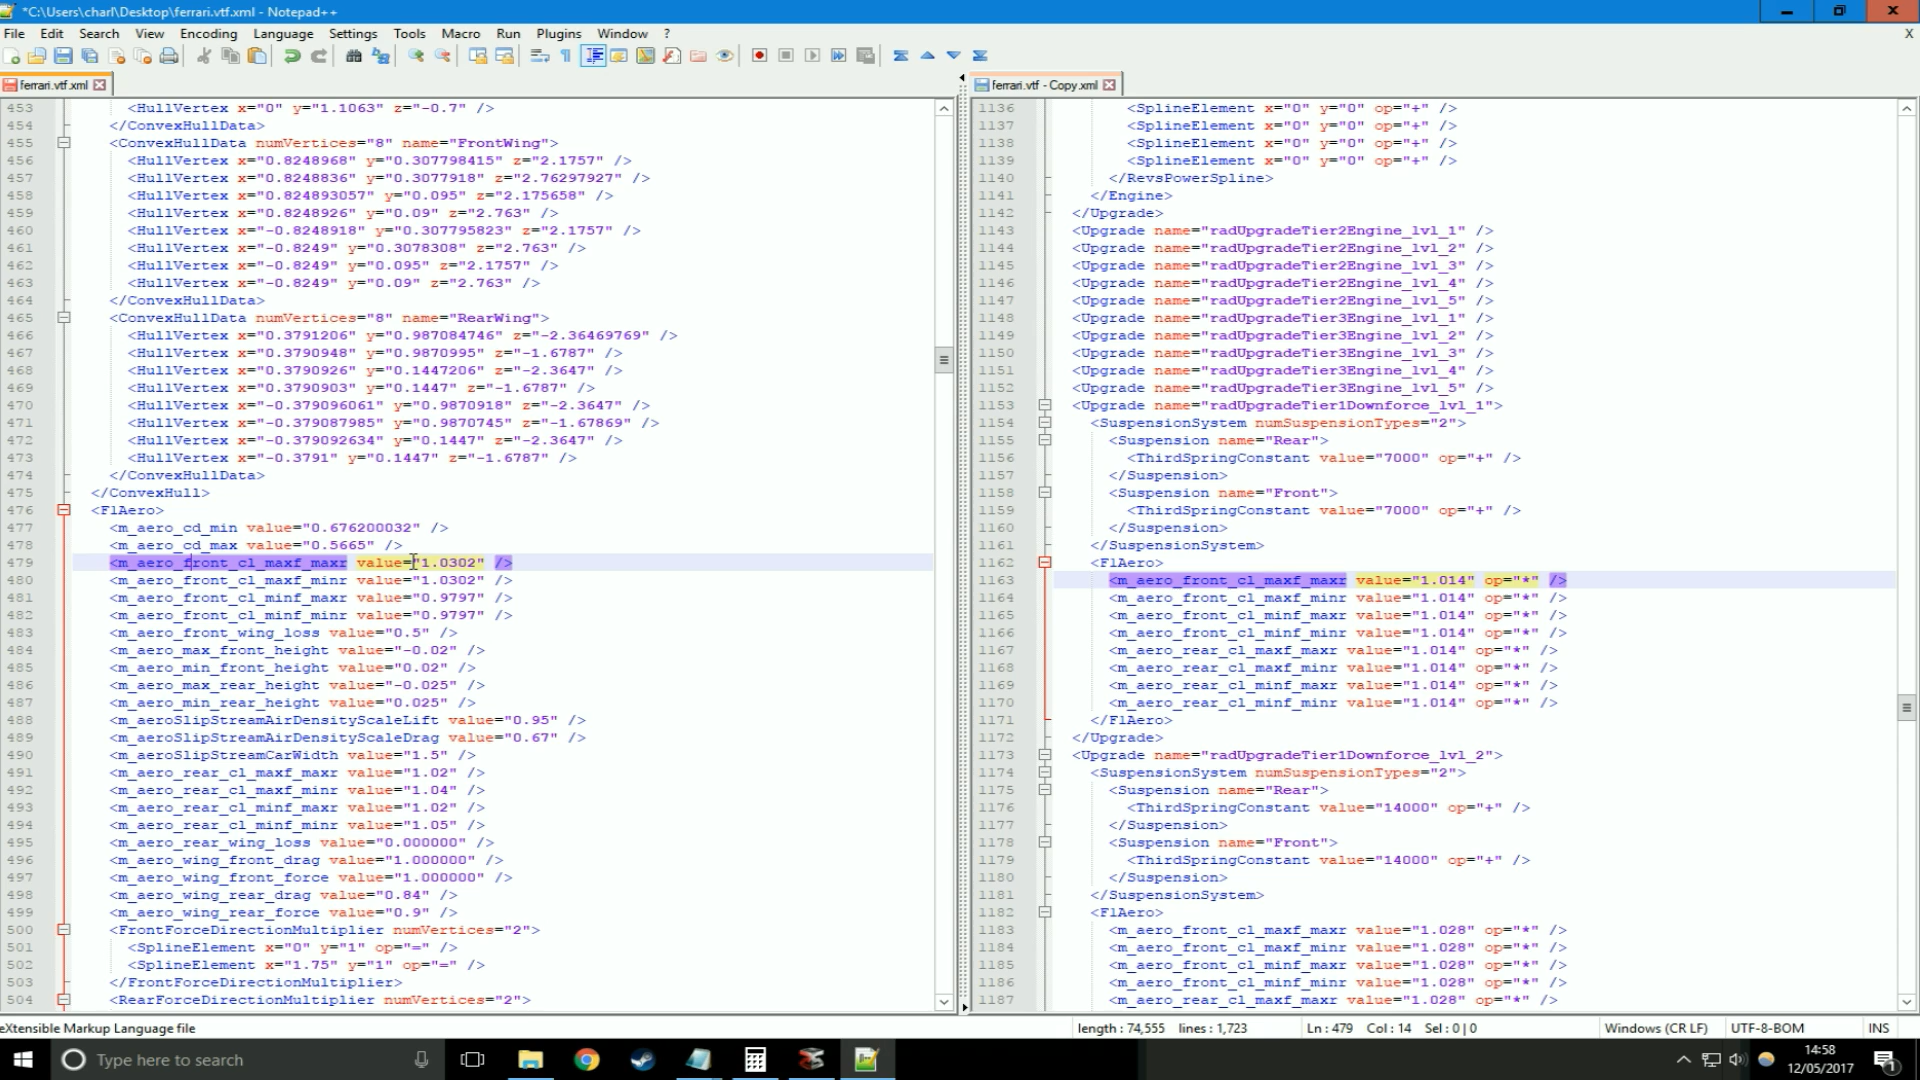 *C:\Users\charl\Desktop\ferrari.vtf.xml - Notepad++
File Edit Search View Encoding Language Settings Tools Macro Run Plugins Window ?
X
ferrari.vtf.xml
453 <HullVertex x="0" y="1.1063" z="-0.7" />
454 </ConvexHullData>
455 <ConvexHullData numVertices="8" name="FrontWing">
456 <HullVertex x="0.8248968" y="0.307798415" z="2.1757" />
457 <HullVertex x="0.8248836" y="0.3077918" z="2.76297927" />
458 <HullVertex x="0.824893057" y="0.095" z="2.175658" />
459 <HullVertex x="0.8248926" y="0.09" z="2.763" />
460 <HullVertex x="-0.8248918" y="0.307795823" z="2.1757" />
461 <HullVertex x="-0.8249" y="0.3078308" z="2.763" />
462 <HullVertex x="-0.8249" y="0.095" z="2.1757" />
463 <HullVertex x="-0.8249" y="0.09" z="2.763" />
464 </ConvexHullData>
465 <ConvexHullData numVertices="8" name="RearWing">
466 <HullVertex x="0.3791206" y="0.987084746" z="-2.36469769" />
467 <HullVertex x="0.3790948" y="0.9870995" z="-1.6787" />
468 <HullVertex x="0.3790926" y="0.1447206" z="-2.3647" />
469 <HullVertex x="0.3790903" y="0.1447" z="-1.6787" />
470 <HullVertex x="-0.379096061" y="0.9870918" z="-2.3647" />
471 <HullVertex x="-0.379087985" y="0.9870745" z="-1.67869" />
472 <HullVertex x="-0.379092634" y="0.1447" z="-2.3647" />
473 <HullVertex x="-0.3791" y="0.1447" z="-1.6787" />
474 </ConvexHullData>
475 </ConvexHull>
476 <FlAero>
477 <m_aero_cd_min value="0.676200032" />
478 <m_aero_cd_max value="0.5665" />
479 <m_aero_front_cl_maxf_maxr value="1.0302" />
480 <m_aero_front_cl_maxf_minr value="1.0302" />
481 <m_aero_front_cl_minf_maxr value="0.9797" />
482 <m_aero_front_cl_minf_minr value="0.9797" />
483 <m_aero_front_wing_loss value="0.5" />
484 <m_aero_max_front_height value="-0.02" />
485 <m_aero_min_front_height value="0.02" />
486 <m_aero_max_rear_height value="-0.025" />
487 <m_aero_min_rear_height value="0.025" />
488 <m_aeroSlipStreamAirDensityScaleLift value="0.95" />
489 <m_aeroSlipStreamAirDensityScaleDrag value="0.67" />
490 <m_aeroSlipStreamCarWidth value="1.5" />
491 <m_aero_rear_cl_maxf_maxr value="1.02" />
492 <m_aero_rear_cl_maxf_minr value="1.04" />
493 <m_aero_rear_cl_minf_maxr value="1.02" />
494 <m_aero_rear_cl_minf_minr value="1.05" />
495 <m_aero_rear_wing_loss value="0.000000" />
496 <m_aero_wing_front_drag value="1.000000" />
497 <m_aero_wing_front_force value="1.000000" />
498 <m_aero_wing_rear_drag value="0.84" />
499 <m_aero_wing_rear_force value="0.9" />
500 <FrontForceDirectionMultiplier numVertices="2">
501 <SplineElement x="0" y="1" op="=" />
502 <SplineElement x="1.75" y="1" op="=" />
503 </FrontForceDirectionMultiplier>
504 <RearForceDirectionMultiplier numVertices="2">
ferrari.vtf - Copy.xml
1136 <SplineElement x="0" y="0" op="+" />
1137 <SplineElement x="0" y="0" op="+" />
1138 <SplineElement x="0" y="0" op="+" />
1139 <SplineElement x="0" y="0" op="+" />
1140 </RevsPowerSpline>
1141 </Engine>
1142 </Upgrade>
1143 <Upgrade name="radUpgradeTier2Engine_lvl_1" />
1144 <Upgrade name="radUpgradeTier2Engine_lvl_2" />
1145 <Upgrade name="radUpgradeTier2Engine_lvl_3" />
1146 <Upgrade name="radUpgradeTier2Engine_lvl_4" />
1147 <Upgrade name="radUpgradeTier2Engine_lvl_5" />
1148 <Upgrade name="radUpgradeTier3Engine_lvl_1" />
1149 <Upgrade name="radUpgradeTier3Engine_lvl_2" />
1150 <Upgrade name="radUpgradeTier3Engine_lvl_3" />
1151 <Upgrade name="radUpgradeTier3Engine_lvl_4" />
1152 <Upgrade name="radUpgradeTier3Engine_lvl_5" />
1153 <Upgrade name="radUpgradeTier1Downforce_lvl_1">
1154 <SuspensionSystem numSuspensionTypes="2">
1155 <Suspension name="Rear">
1156 <ThirdSpringConstant value="7000" op="+" />
1157 </Suspension>
1158 <Suspension name="Front">
1159 <ThirdSpringConstant value="7000" op="+" />
1160 </Suspension>
1161 </SuspensionSystem>
1162 <FlAero>
1163 <m_aero_front_cl_maxf_maxr value="1.014" op="*" />
1164 <m_aero_front_cl_maxf_minr value="1.014" op="*" />
1165 <m_aero_front_cl_minf_maxr value="1.014" op="*" />
1166 <m_aero_front_cl_minf_minr value="1.014" op="*" />
1167 <m_aero_rear_cl_maxf_maxr value="1.014" op="*" />
1168 <m_aero_rear_cl_maxf_minr value="1.014" op="*" />
1169 <m_aero_rear_cl_minf_maxr value="1.014" op="*" />
1170 <m_aero_rear_cl_minf_minr value="1.014" op="*" />
1171 </FlAero>
1172 </Upgrade>
1173 <Upgrade name="radUpgradeTier1Downforce_lvl_2">
1174 <SuspensionSystem numSuspensionTypes="2">
1175 <Suspension name="Rear">
1176 <ThirdSpringConstant value="14000" op="+" />
1177 </Suspension>
1178 <Suspension name="Front">
1179 <ThirdSpringConstant value="14000" op="+" />
1180 </Suspension>
1181 </SuspensionSystem>
1182 <FlAero>
1183 <m_aero_front_cl_maxf_maxr value="1.028" op="*" />
1184 <m_aero_front_cl_maxf_minr value="1.028" op="*" />
1185 <m_aero_front_cl_minf_maxr value="1.028" op="*" />
1186 <m_aero_front_cl_minf_minr value="1.028" op="*" />
1187 <m_aero_rear_cl_maxf_maxr value="1.028" op="*" />
eXtensible Markup Language file
length : 74,555 lines : 1,723
Ln : 479 Col : 14 Sel : 0 | 0
Windows (CR LF)
UTF-8-BOM
INS
Type here to search
14:58
12/05/2017
1